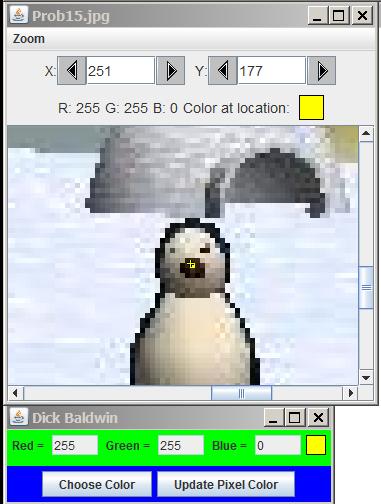 Prob15.jpg
Zoom
X: 251 Y: 177
R: 255 G: 255 B: 0 Color at location:
Dick Baldwin
Red = 255 Green = 255 Blue = 0
Choose Color Update Pixel Color